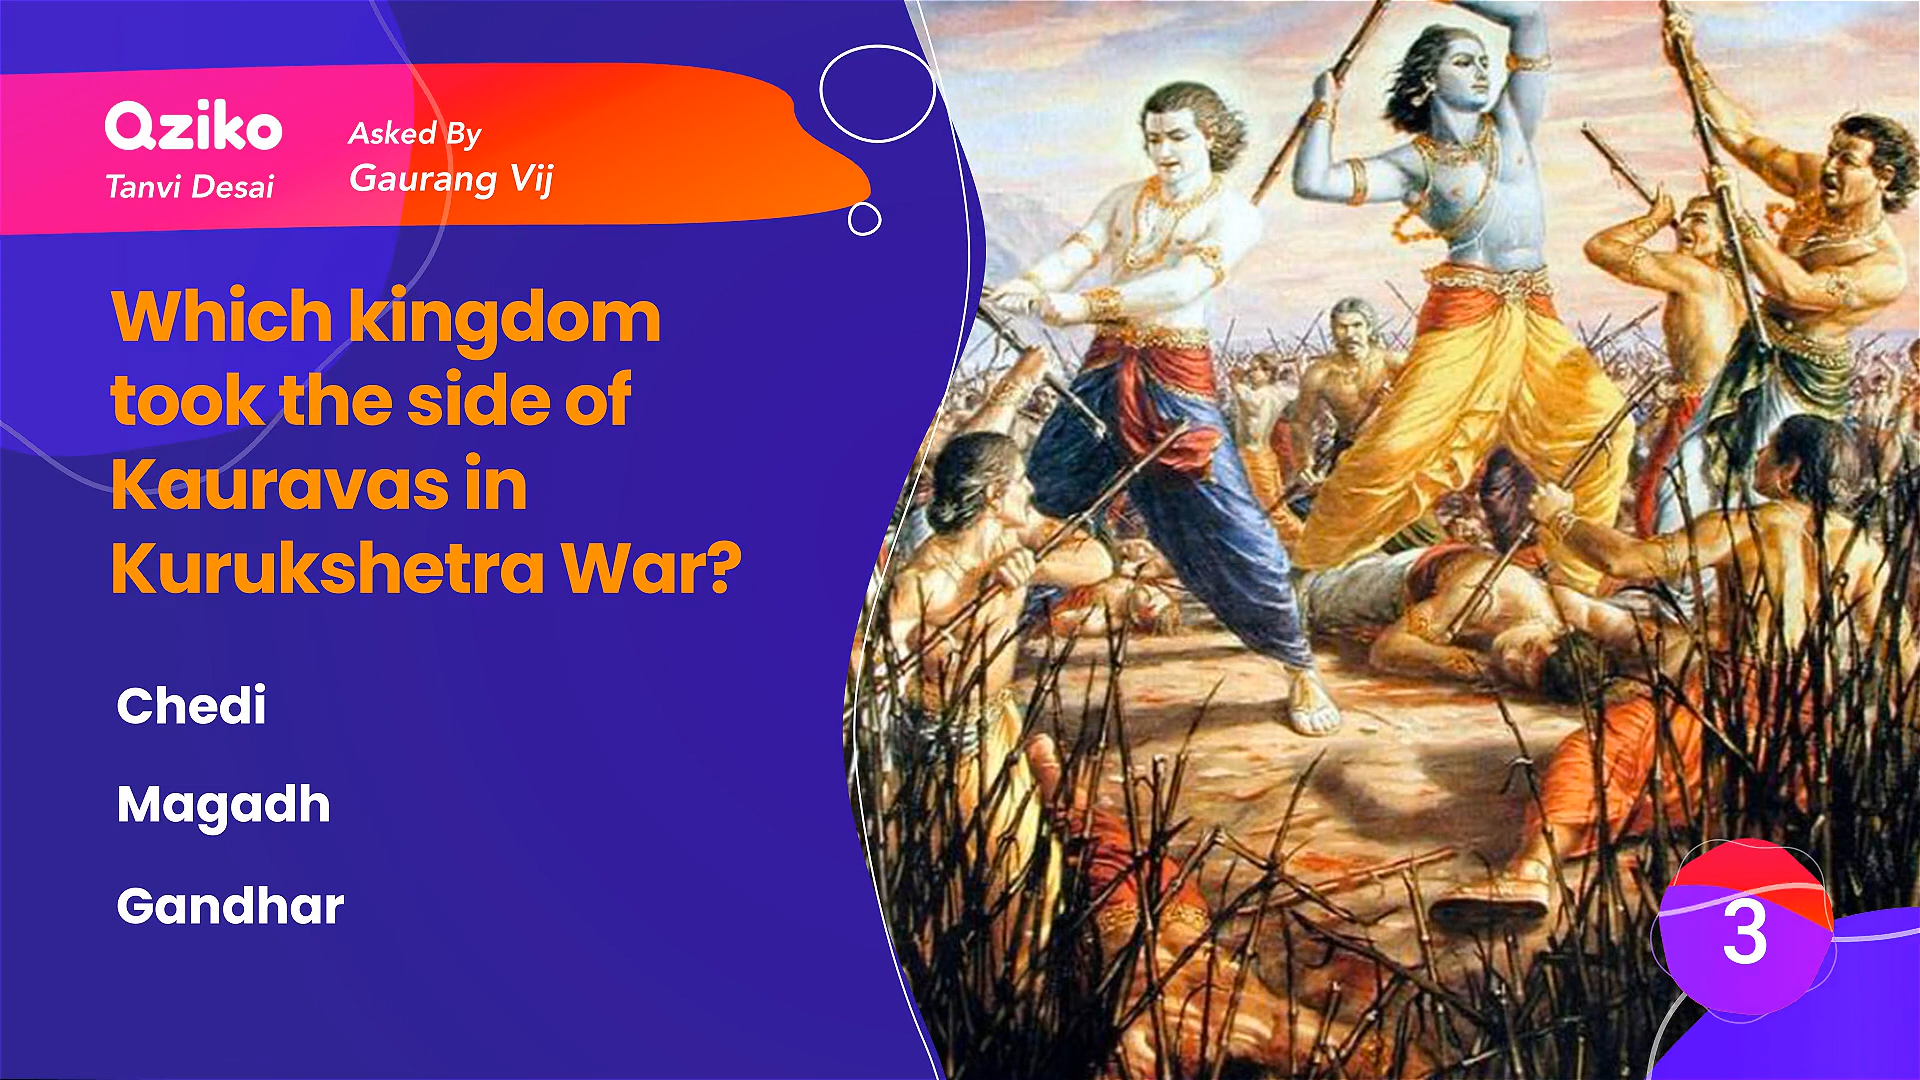 Qziko
Tanvi Desai
Asked By
Gaurang Vij
Which kingdom
took the side of
Kauravas in
Kurukshetra War?
Chedi
Magadh
Gandhar
3